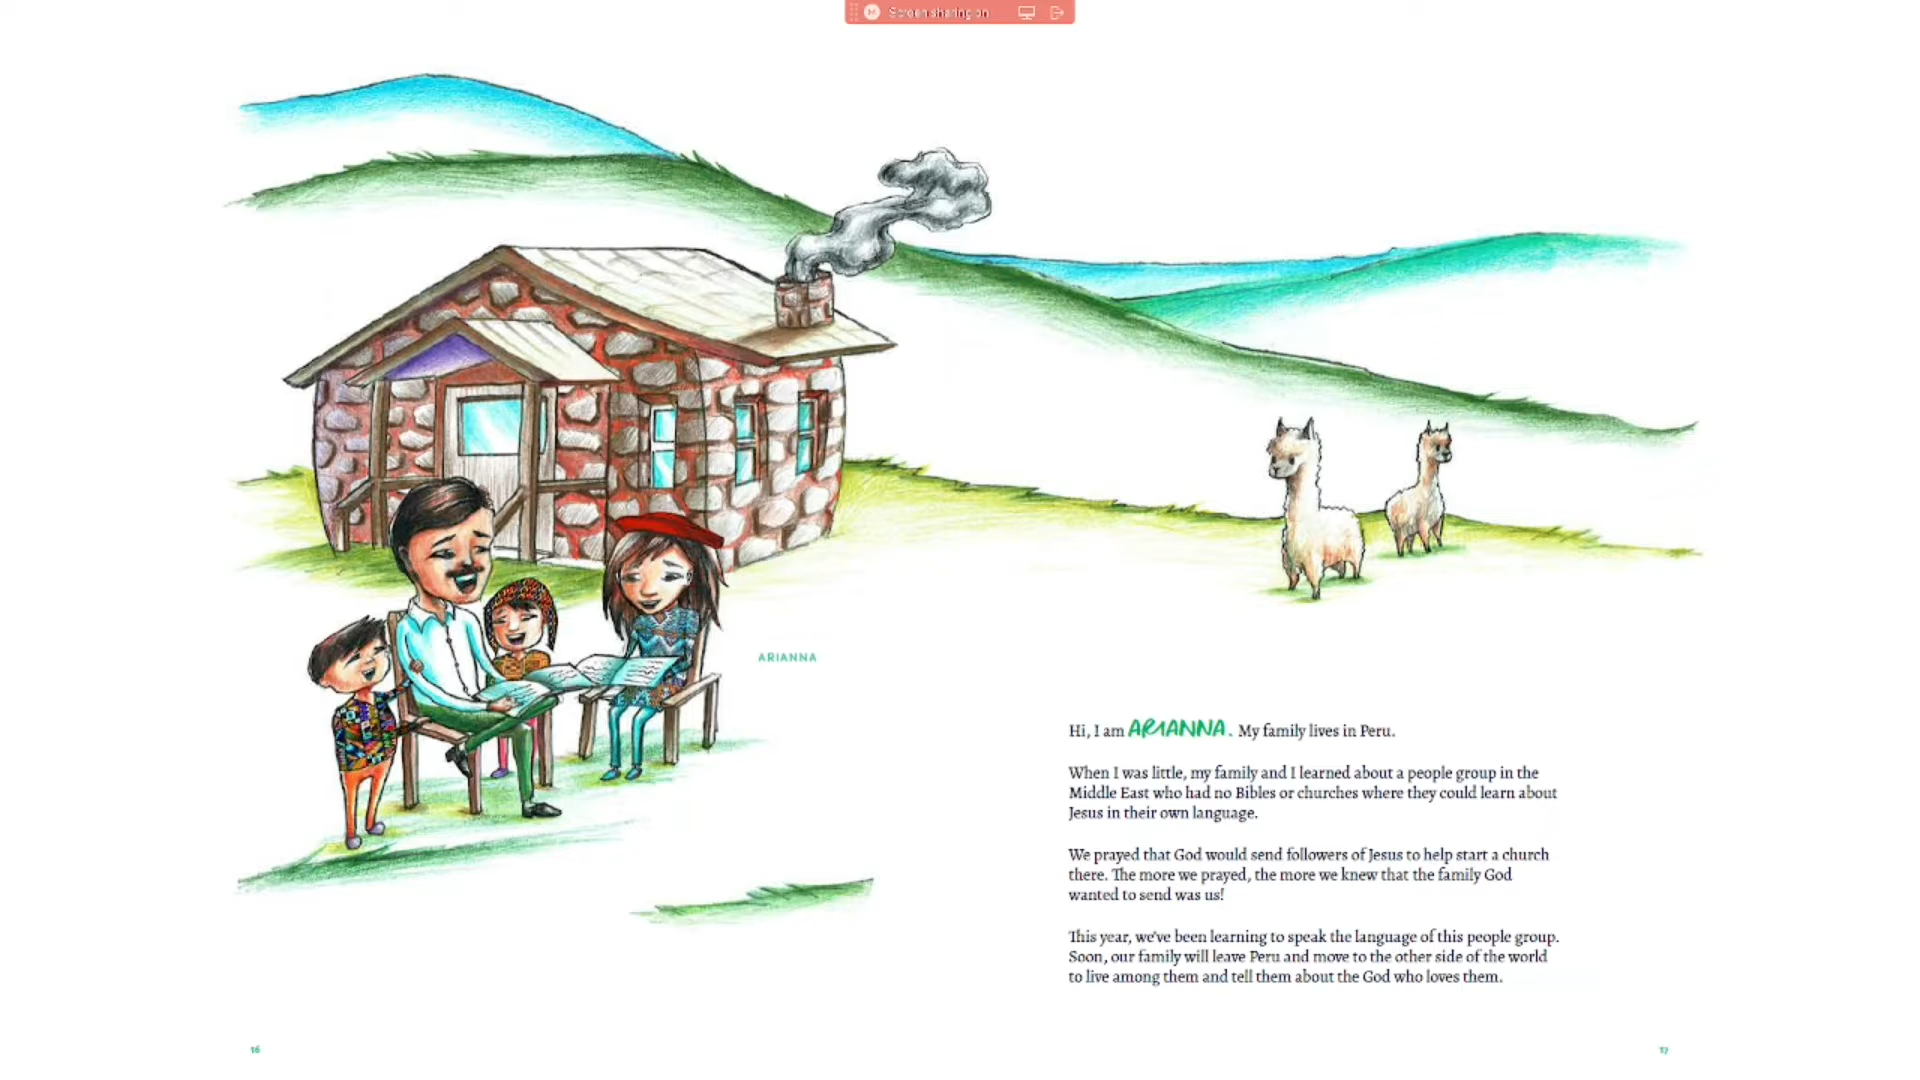 Screen sharing on
ARIANNA
Hi, I am ARIANNA. My family lives in Peru.
When I was little, my family and I learned about a people group in the
Middle East who had no Bibles or churches where they could learn about
Jesus in their own language.
We prayed that God would send followers of Jesus to help start a church
there. The more we prayed, the more we knew that the family God
wanted to send was us!
This year, we've been learning to speak the language of this people group.
Soon, our family will leave Peru and move to the other side of the world
to live among them and tell them about the God who loves them.
16
17